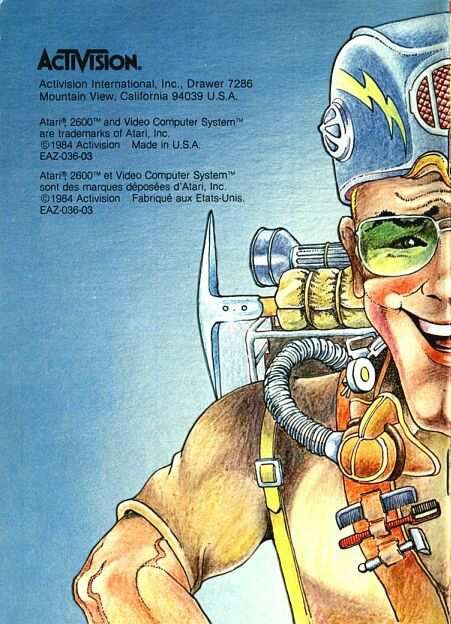 ACTIVISION.
Activision International, Inc., Drawer 7286
Mountain View, California 94039 U.S.A.
Atari®, 2600™ and Video Computer System™
are trademarks of Atari, Inc.
©1984 Activision Made in U.S.A.
EAZ-036-03
Atari®, 2600™ et Video Computer System™
sont des marques déposées d'Atari, Inc.
©1984 Activision Fabriqué aux Etats-Unis.
EAZ-036-03